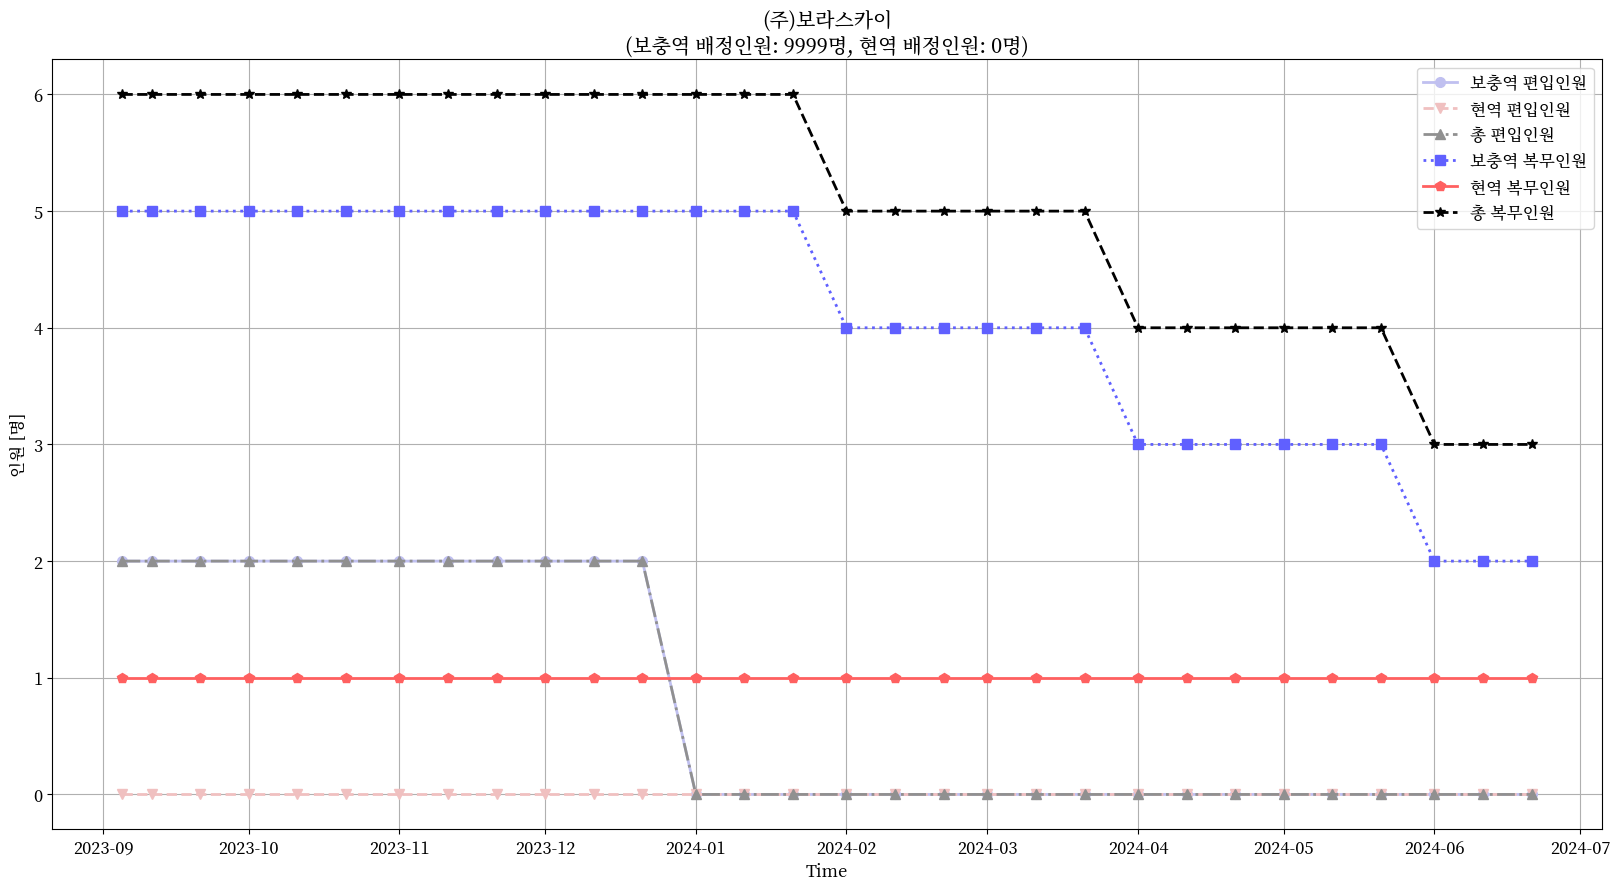 (주)보라스카이
(보충역 배정인원: 9999명, 현역 배정인원: 0명)
보충역 편입인원
현역 편입인원
총 편입인원
보충역 복무인원
현역 복무인원
총 복무인원
인원 [명]
6
5
4
3
2
1
0
2023-09 2023-10 2023-11 2023-12 2024-01 2024-02 2024-03 2024-04 2024-05 2024-06 2024-07
Time